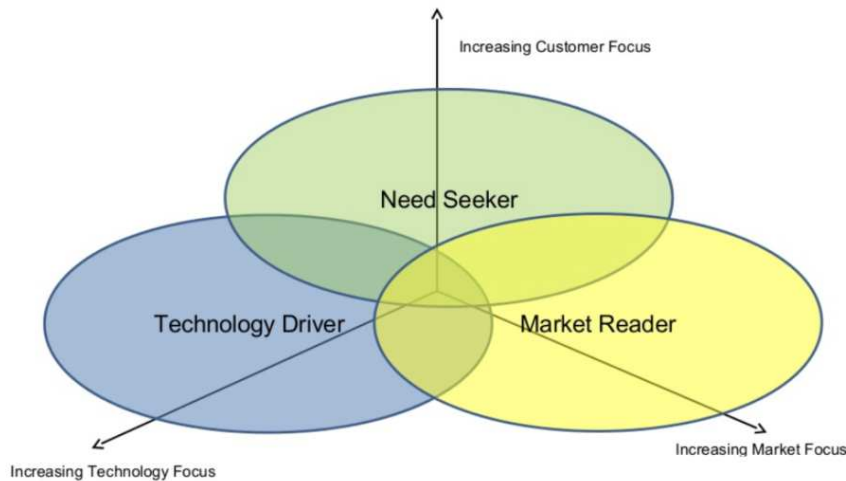 Increasing Customer Focus
Need Seeker
Technology Driver
Market Reader
Increasing Market Focus
Increasing Technology Focus